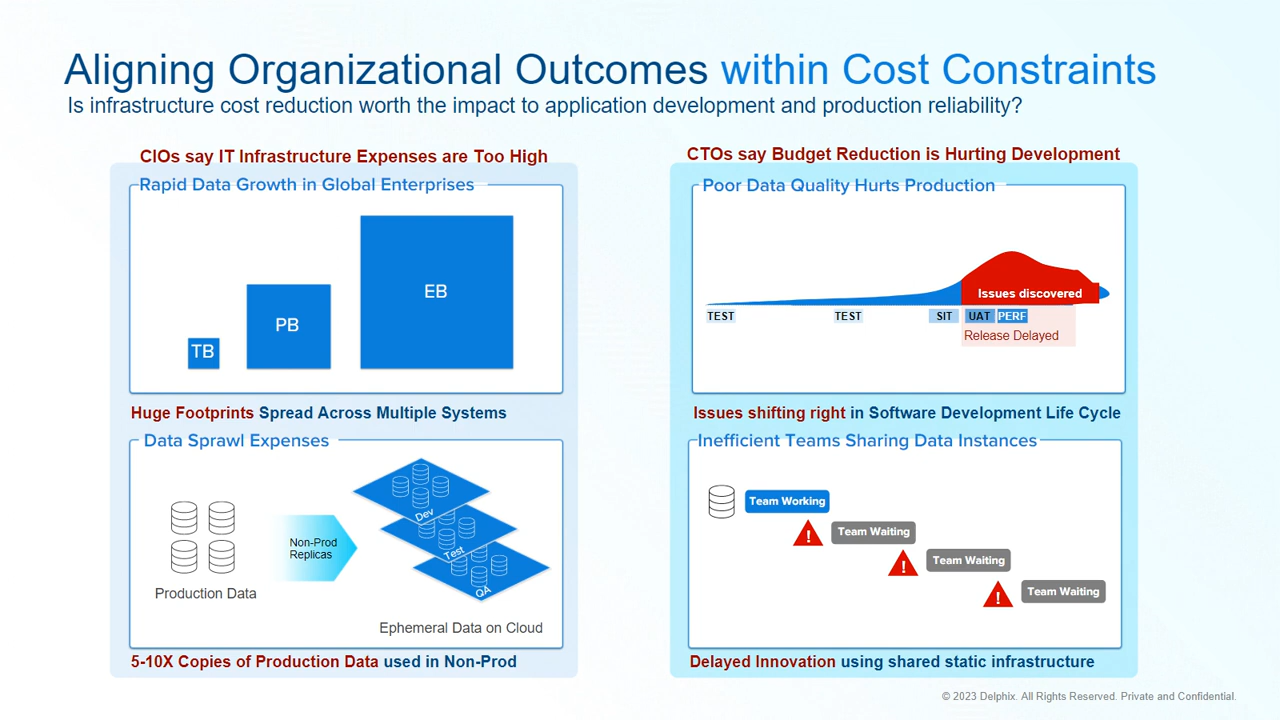 Aligning Organizational Outcomes within Cost Constraints
Is infrastructure cost reduction worth the impact to application development and production reliability?
CIOs say IT Infrastructure Expenses are Too High
Rapid Data Growth in Global Enterprises
TB
PB
EB
Huge Footprints Spread Across Multiple Systems
Data Sprawl Expenses
Production Data
Non-Prod
Replicas
Dev
Test
QA
Ephemeral Data on Cloud
5-10X Copies of Production Data used in Non-Prod
CTOs say Budget Reduction is Hurting Development
Poor Data Quality Hurts Production
Issues discovered
TEST
TEST
SIT
UAT
PERF
Release Delayed
Issues shifting right in Software Development Life Cycle
Inefficient Teams Sharing Data Instances
Team Working
!
Team Waiting
!
Team Waiting
!
Team Waiting
Delayed Innovation using shared static infrastructure
© 2023 Delphix. All Rights Reserved. Private and Confidential.